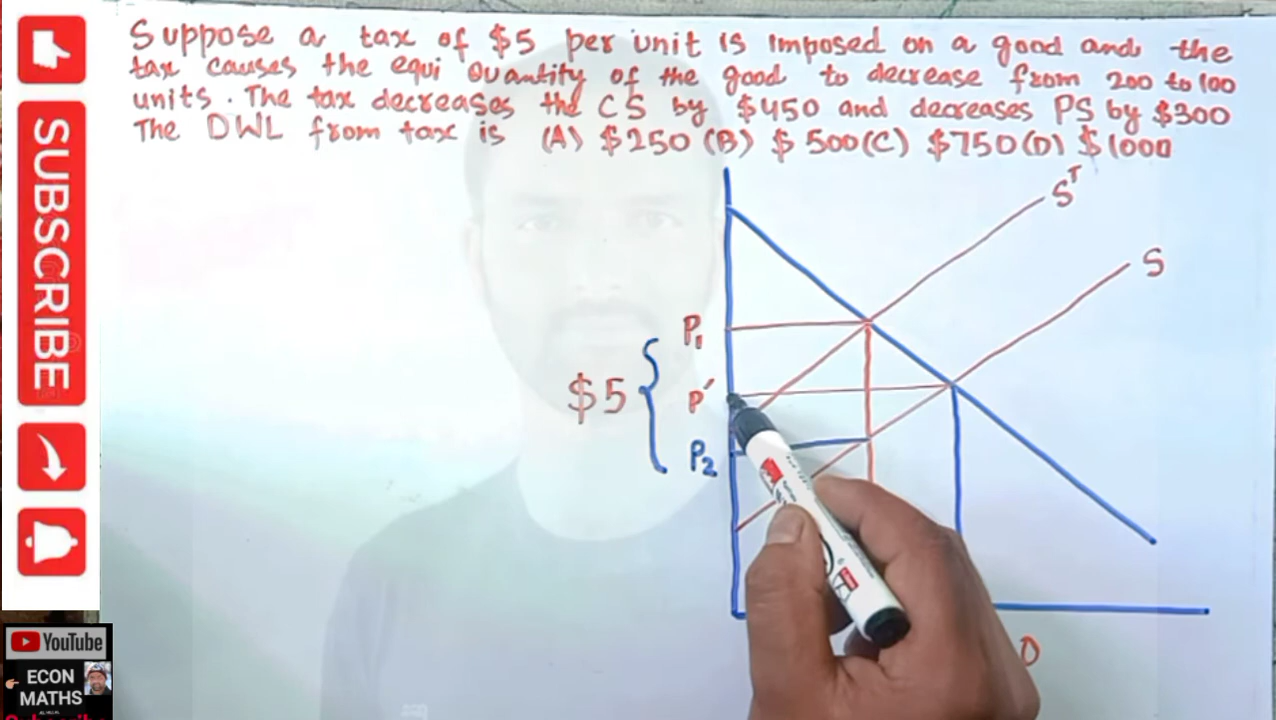 Suppose a tax of $5 per unit is imposed on a good and the
tax causes the equi Quantity of the good to decrease from 200 to 100
units. The tax decreases the CS by $450 and decreases PS by $300
The DWL from tax is (A) $250 (B) $500 (C) $750 (D) $1000
SUBSCRIBE
S^T
S
P₁
$5
P′
P₂
YouTube
ECON
MATHS
Subscribe